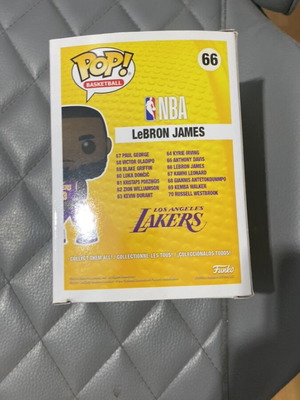 POP!
BASKETBALL
66
NBA
LeBRON JAMES
57 PAUL GEORGE
58 VICTOR OLADIPO
59 BLAKE GRIFFIN
60 LUKA DONČIĆ
61 KRISTAPS PORZINGIS
62 ZION WILLIAMSON
63 KEVIN DURANT
64 KYRIE IRVING
65 ANTHONY DAVIS
66 LEBRON JAMES
67 KAWHI LEONARD
68 GIANNIS ANTETOKOUNMPO
69 KEMBA WALKER
70 RUSSELL WESTBROOK
LOS ANGELES
LAKERS
COLLECT THEM ALL! / COLLECTIONNE-LES TOUS! / ¡COLECCIÓNALOS TODOS!
Funko